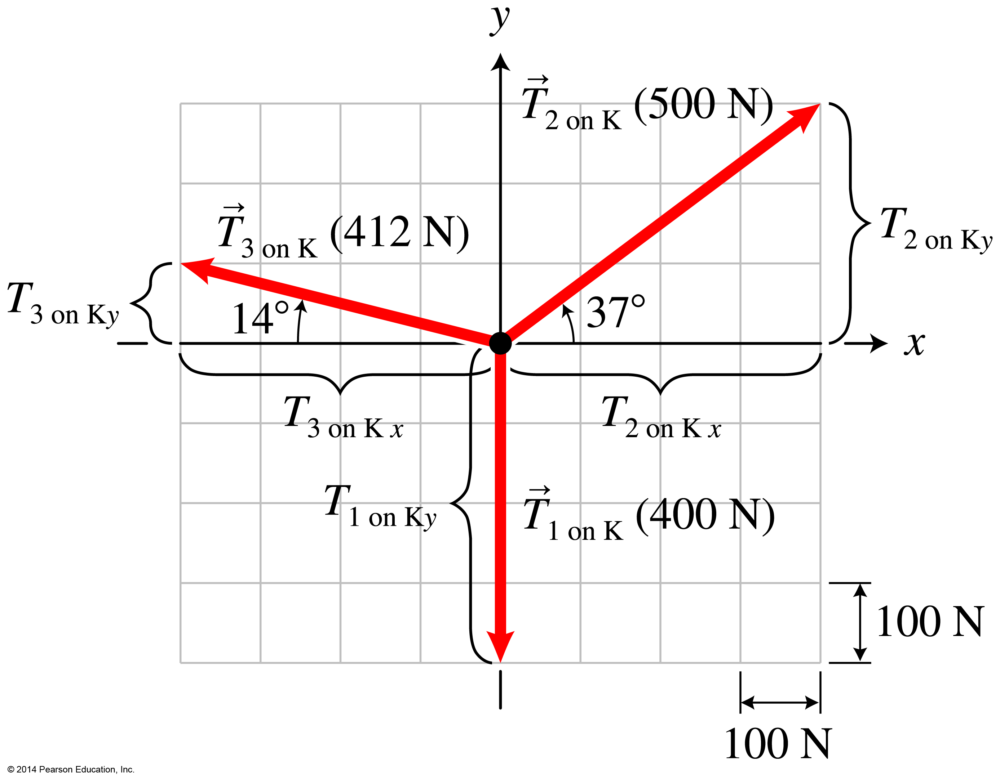 y
T⃗2 on K (500 N)
T⃗3 on K (412 N)
T2 on Ky
T3 on Ky
14°
37°
x
T3 on K x
T2 on K x
T1 on Ky
T⃗1 on K (400 N)
100 N
100 N
© 2014 Pearson Education, Inc.